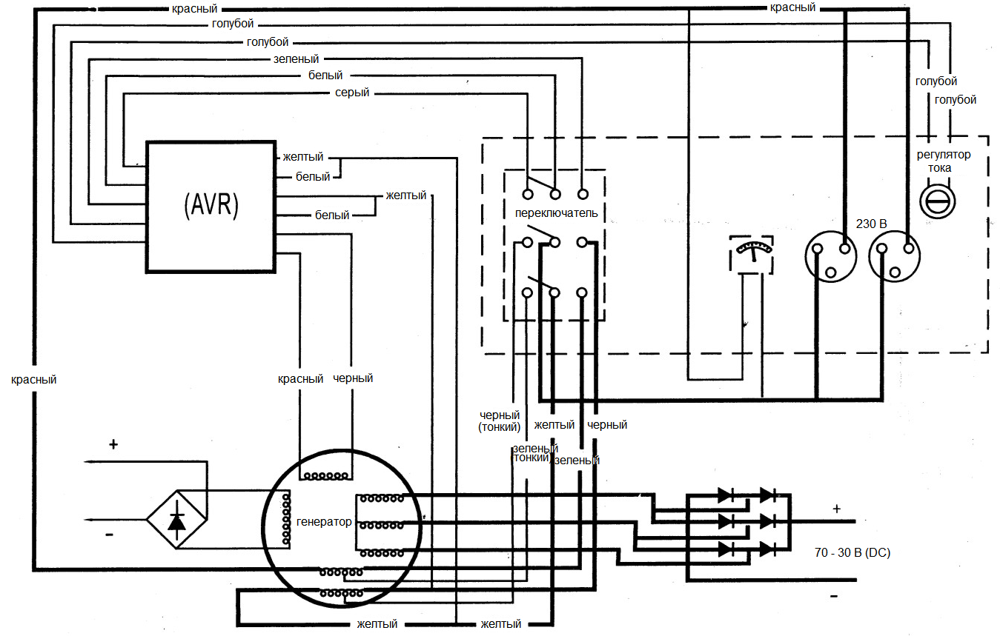 красный
красный
голубой
голубой
зеленый
белый
серый
голубой
голубой
желтый
белый
желтый
белый
(AVR)
регулятор
тока
переключатель
230 В
красный
красный
черный
черный
(тонкий)
желтый
черный
зеленый
(тонкий)
зеленый
+
-
генератор
+
70 - 30 В (DC)
-
желтый
желтый